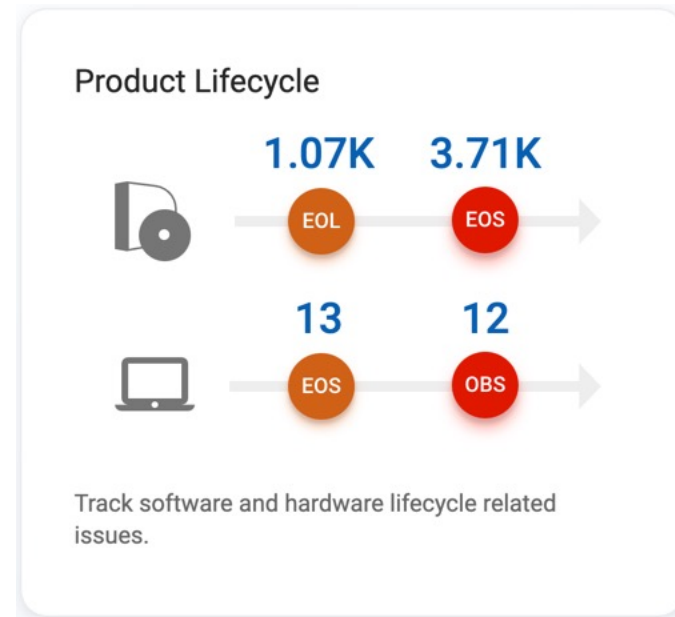 Product Lifecycle
1.07K 3.71K
EOL EOS
13 12
EOS OBS
Track software and hardware lifecycle related
issues.